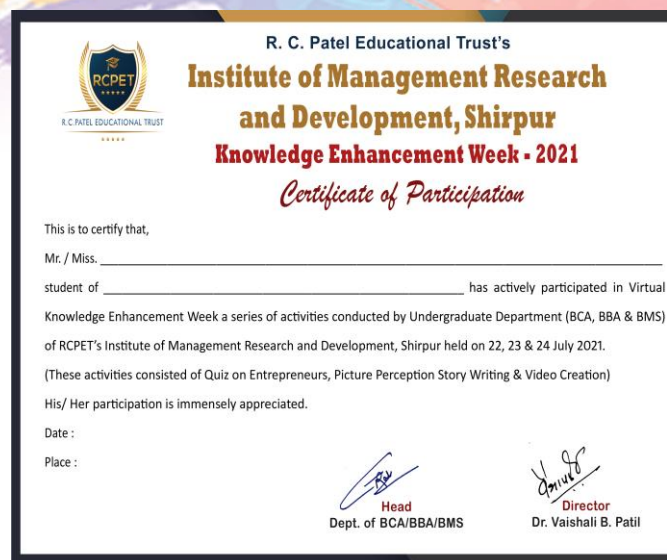 RCPET
R.C.PATEL EDUCATIONAL TRUST
R. C. Patel Educational Trust's
Institute of Management Research
and Development, Shirpur
Knowledge Enhancement Week - 2021
Certificate of Participation
This is to certify that,
Mr. / Miss.
student of has actively participated in Virtual
Knowledge Enhancement Week a series of activities conducted by Undergraduate Department (BCA, BBA & BMS)
of RCPET's Institute of Management Research and Development, Shirpur held on 22, 23 & 24 July 2021.
(These activities consisted of Quiz on Entrepreneurs, Picture Perception Story Writing & Video Creation)
His/ Her participation is immensely appreciated.
Date :
Place :
Head
Dept. of BCA/BBA/BMS
Director
Dr. Vaishali B. Patil